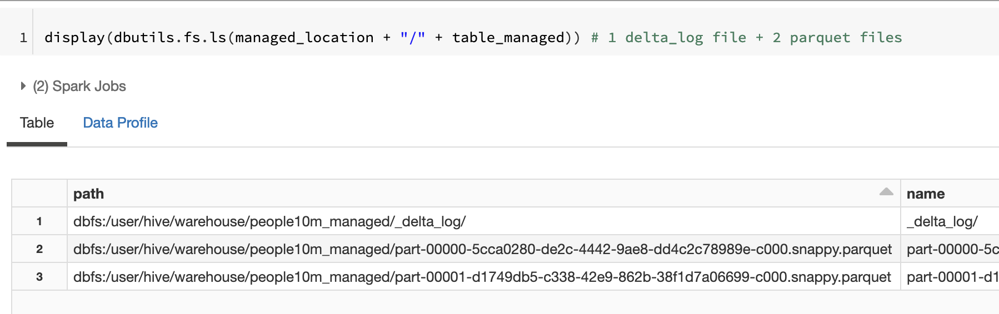 1 display(dbutils.fs.ls(managed_location + "/" + table_managed)) # 1 delta_log file + 2 parquet files
(2) Spark Jobs
Table Data Profile
path name
1 dbfs:/user/hive/warehouse/people10m_managed/_delta_log/ _delta_log/
2 dbfs:/user/hive/warehouse/people10m_managed/part-00000-5cca0280-de2c-4442-9ae8-dd4c2c78989e-c000.snappy.parquet part-00000-5c
3 dbfs:/user/hive/warehouse/people10m_managed/part-00001-d1749db5-c338-42e9-862b-38f1d7a06699-c000.snappy.parquet part-00001-d1